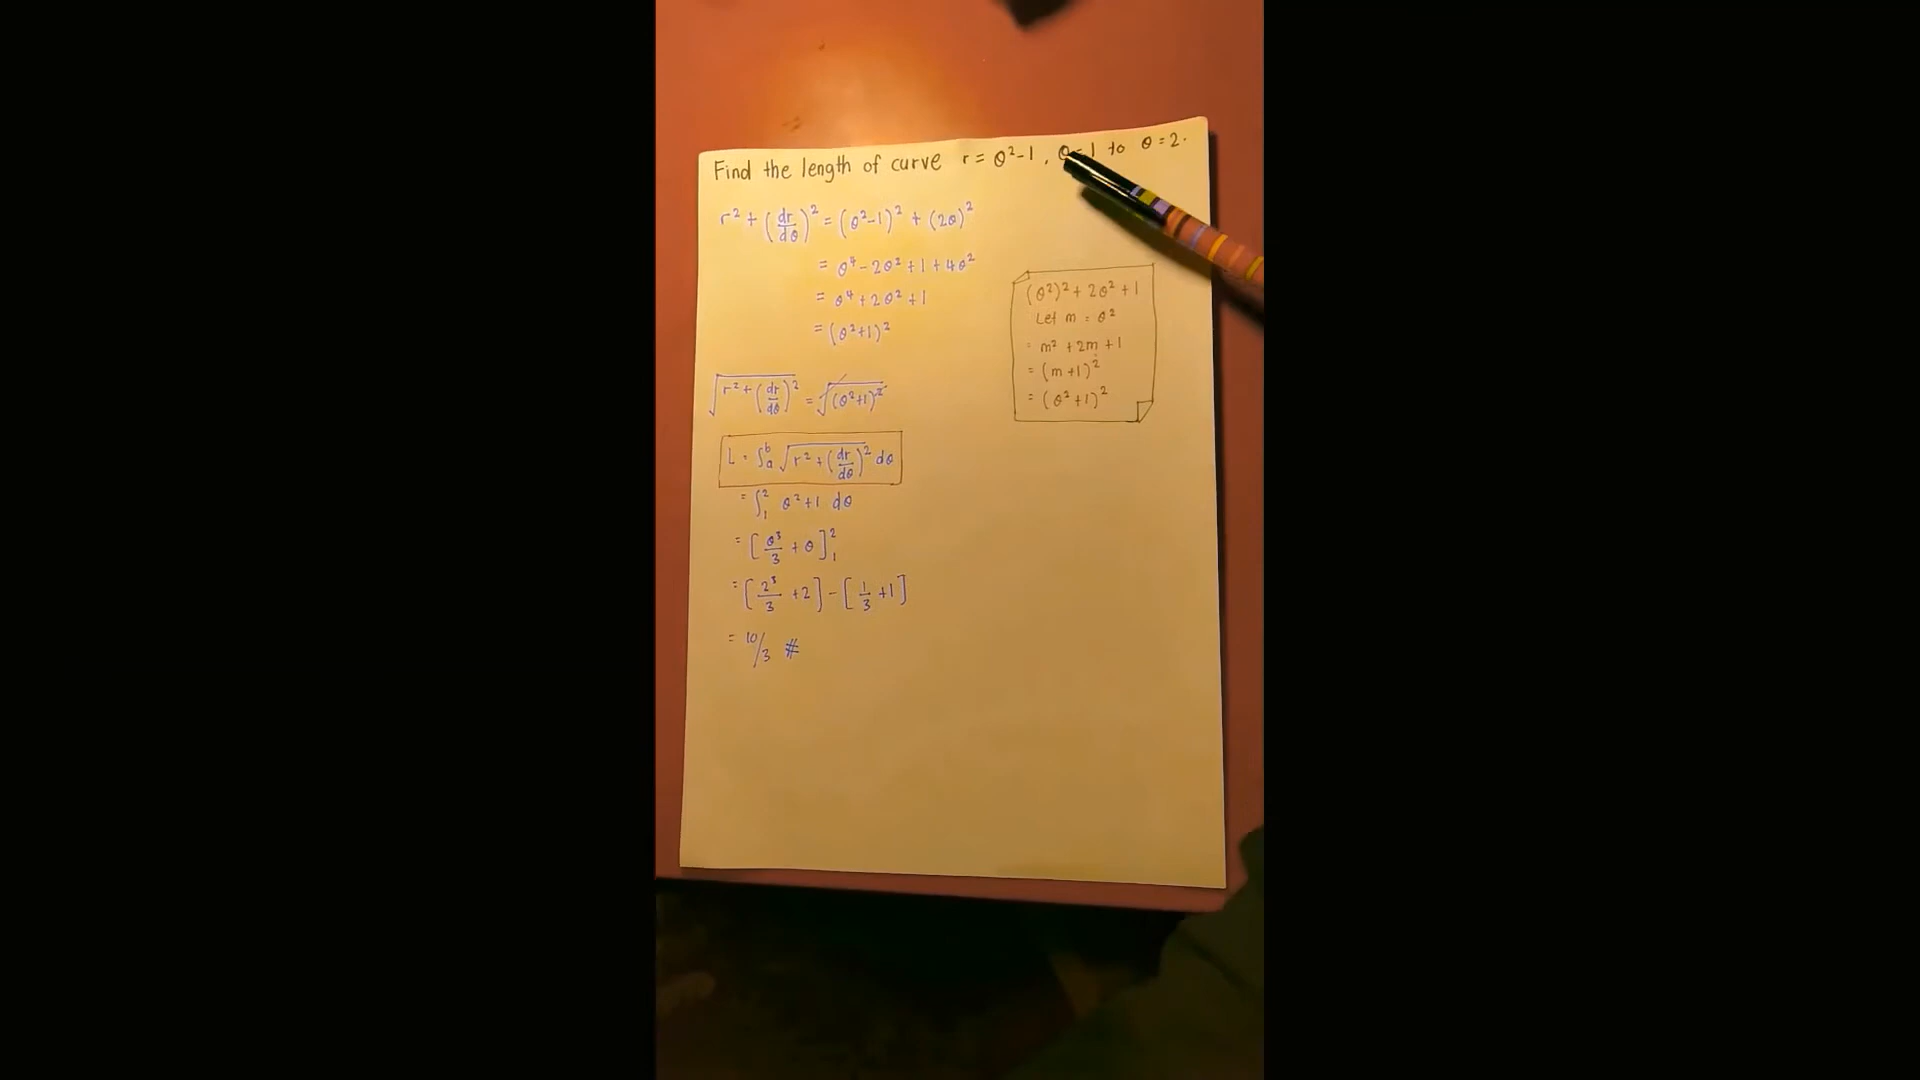 Find the length of curve r = θ²-1, θ=1 to θ=2.
r² + (dr/dθ)² = (θ²-1)² + (2θ)²
= θ⁴ - 2θ² + 1 + 4θ²
= θ⁴ + 2θ² + 1
= (θ²+1)²
(θ²)² + 2θ² + 1
Let m = θ²
= m² + 2m + 1
= (m+1)²
= (θ²+1)²
√(r² + (dr/dθ)²) = √(θ²+1)²
L = ∫ₐᵇ √(r² + (dr/dθ)²) dθ
= ∫₁² θ²+1 dθ
= [θ³/3 + θ]₁²
= [2³/3 + 2] - [1/3 + 1]
= 10/3 #